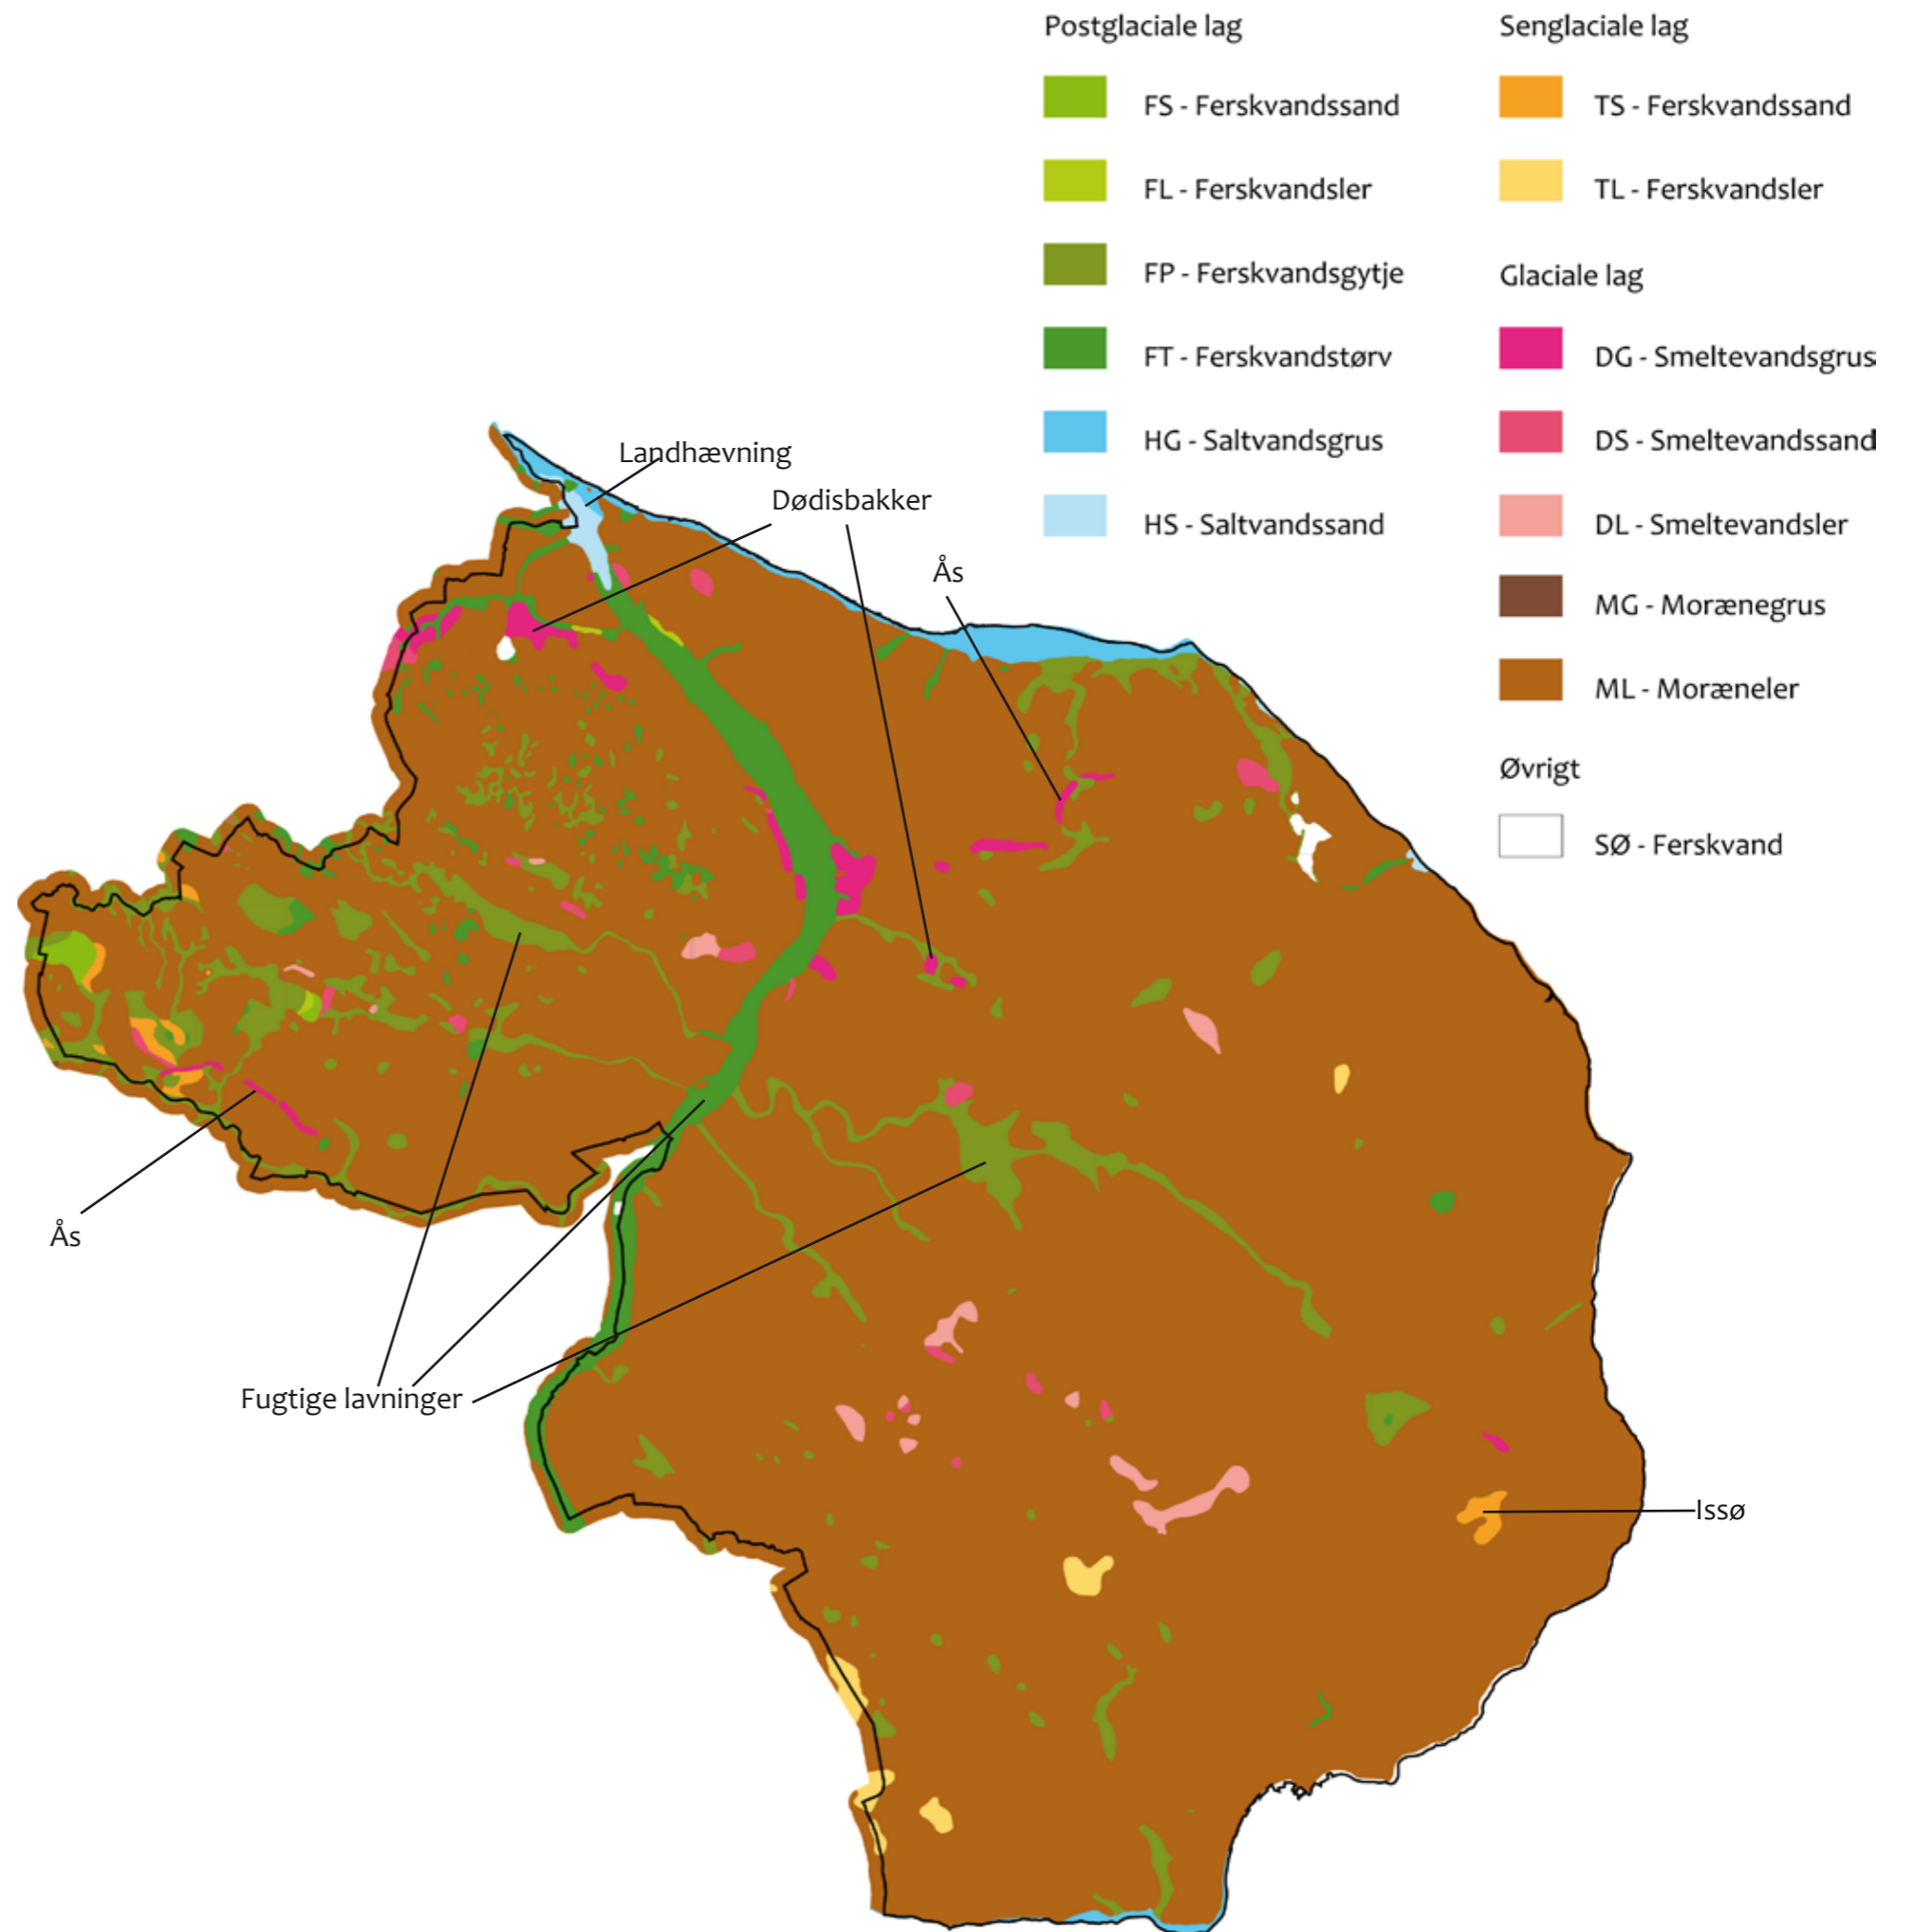 Postglaciale lag
FS - Ferskvandssand
FL - Ferskvandsler
FP - Ferskvandsgytje
FT - Ferskvandstørv
HG - Saltvandsgrus
HS - Saltvandssand
Senglaciale lag
TS - Ferskvandssand
TL - Ferskvandsler
Glaciale lag
DG - Smeltevandsgrus
DS - Smeltevandssand
DL - Smeltevandsler
MG - Morænegrus
ML - Moræneler
Øvrigt
SØ - Ferskvand
Landhævning
Dødisbakker
Ås
Ås
Fugtige lavninger
Issø